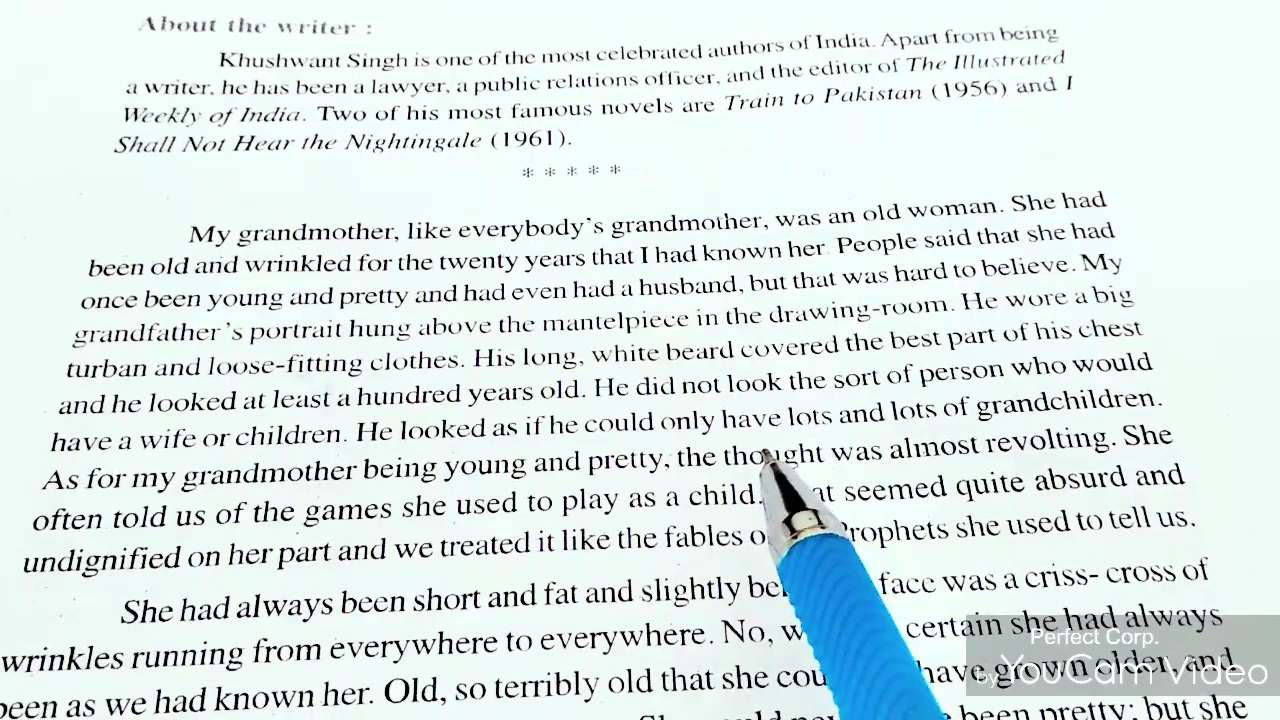 About the writer :
Khushwant Singh is one of the most celebrated authors of India. Apart from being
a writer, he has been a lawyer, a public relations officer, and the editor of The Illustrated
Weekly of India. Two of his most famous novels are Train to Pakistan (1956) and I
Shall Not Hear the Nightingale (1961).
* * * * *
My grandmother, like everybody's grandmother, was an old woman. She had
been old and wrinkled for the twenty years that I had known her. People said that she had
once been young and pretty and had even had a husband, but that was hard to believe. My
grandfather's portrait hung above the mantelpiece in the drawing-room. He wore a big
turban and loose-fitting clothes. His long, white beard covered the best part of his chest
and he looked at least a hundred years old. He did not look the sort of person who would
have a wife or children. He looked as if he could only have lots and lots of grandchildren.
As for my grandmother being young and pretty, the thought was almost revolting. She
often told us of the games she used to play as a child. seemed quite absurd and
undignified on her part and we treated it like the fables Prophets she used to tell us.
She had always been short and fat and slightly face was a criss- cross of
wrinkles running from everywhere to everywhere. No, certain she had always
been as we had known her. Old, so terribly old that she have grown older, and
been pretty; but she
Perfect Corp.
by YouCam Video